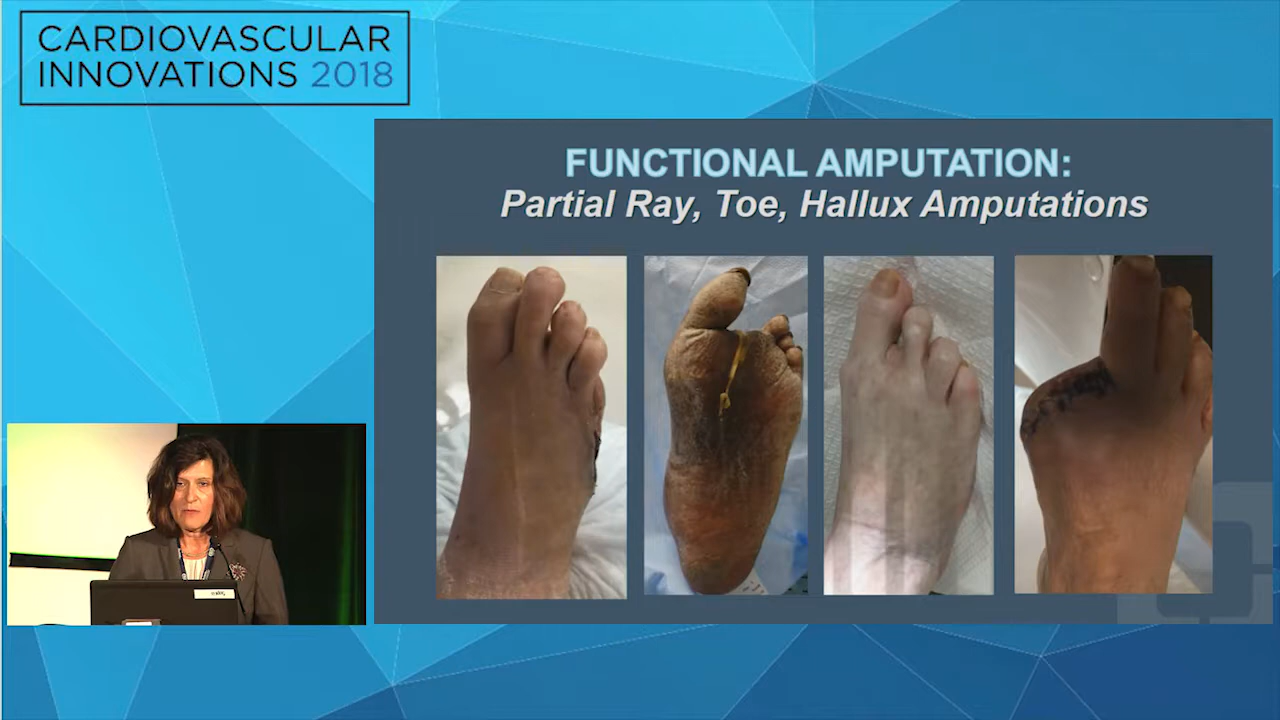 CARDIOVASCULAR
INNOVATIONS 2018
FUNCTIONAL AMPUTATION:
Partial Ray, Toe, Hallux Amputations